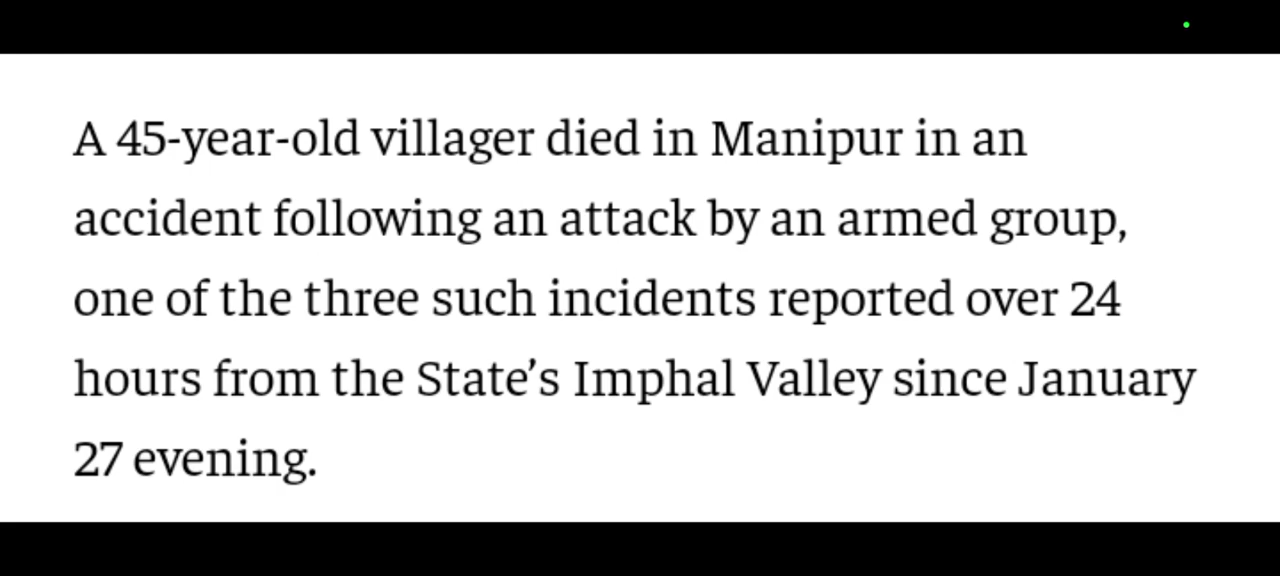 A 45-year-old villager died in Manipur in an
accident following an attack by an armed group,
one of the three such incidents reported over 24
hours from the State’s Imphal Valley since January
27 evening.